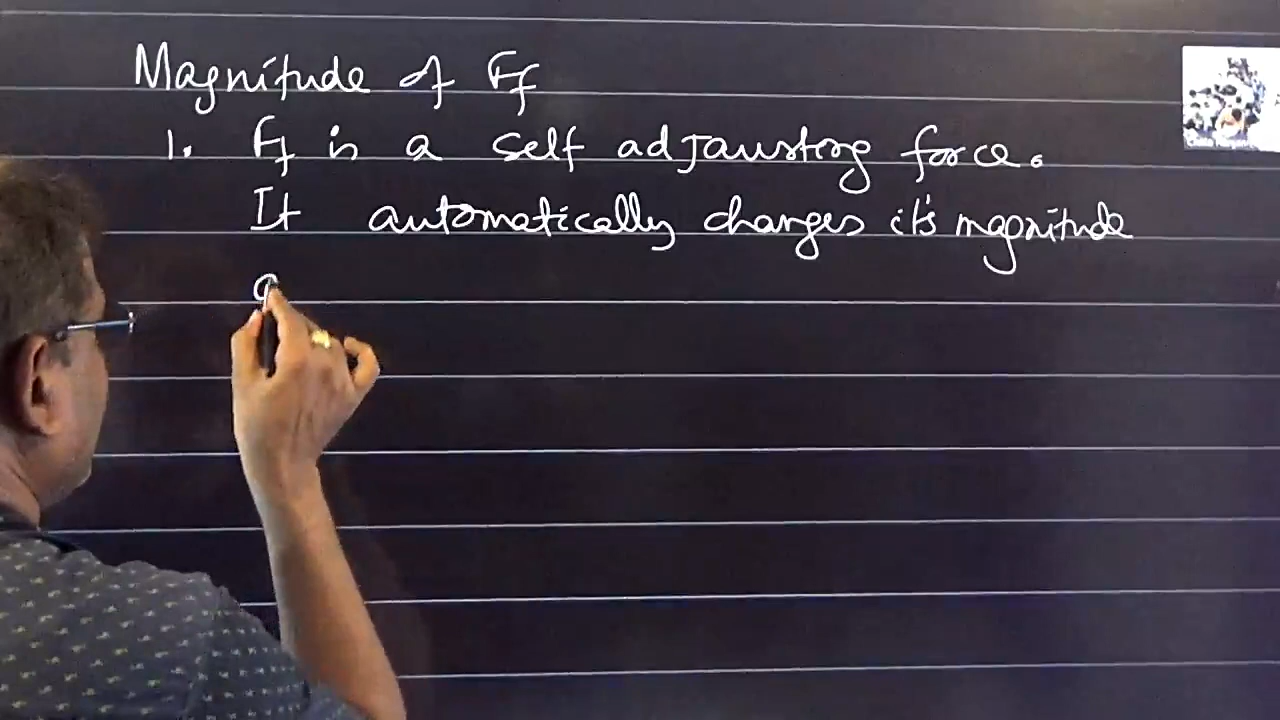 Magnitude of Ff
1. Ff is a self adjausting force.
It automatically changes it's magnitude
a